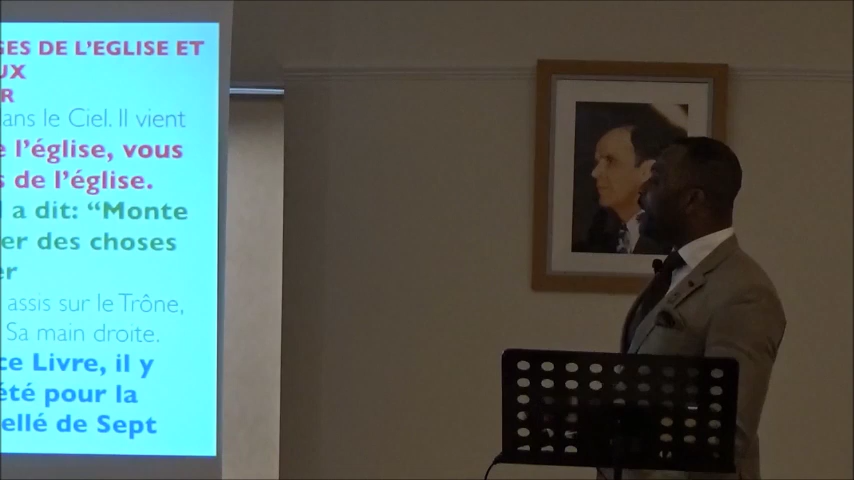 GES DE L'EGLISE ET
UX
R
ans le Ciel. Il vient
e l'église, vous
s de l'église.
l a dit: “Monte
er des choses
er
assis sur le Trône,
Sa main droite.
ce Livre, il y
été pour la
ellé de Sept